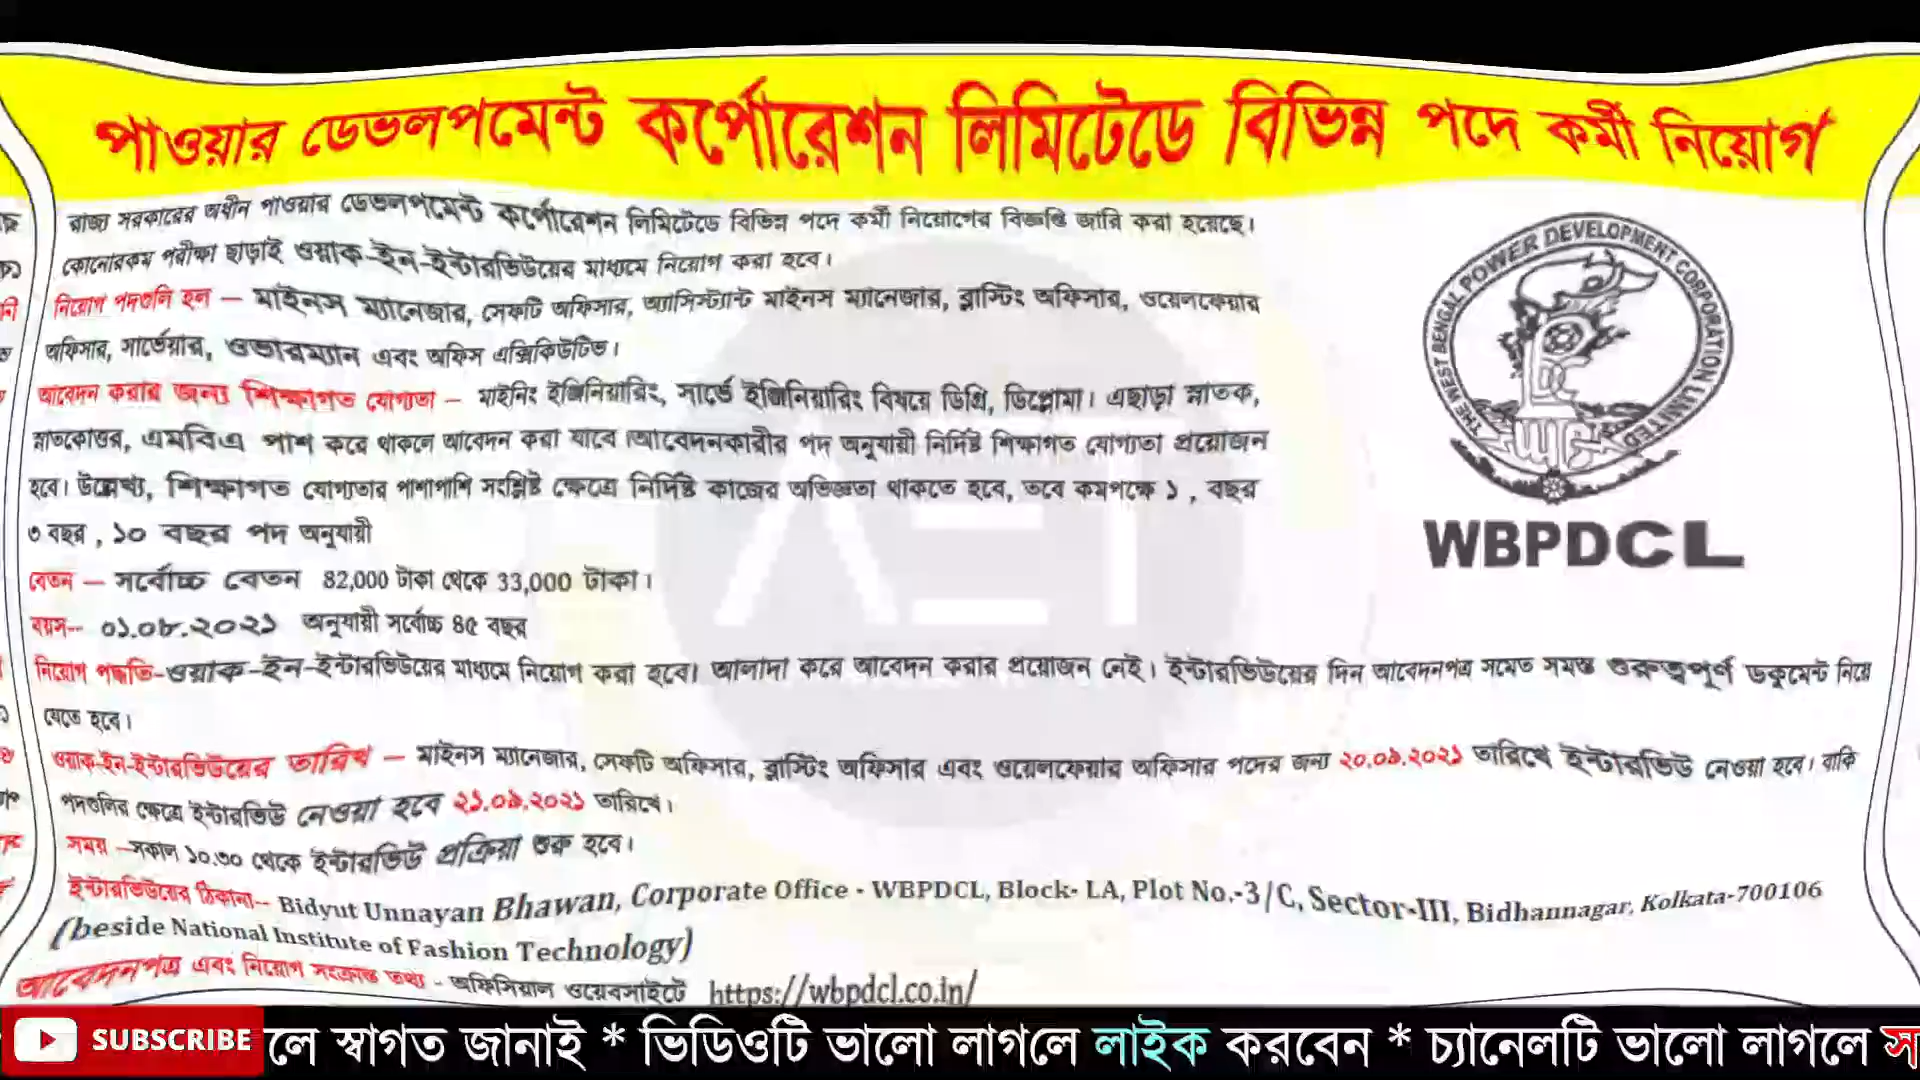 পাওয়ার ডেভলপমেন্ট কর্পোরেশন লিমিটেডে বিভিন্ন পদে কর্মী নিয়োগ
রাজ্য সরকারের অধীন পাওয়ার ডেভলপমেন্ট কর্পোরেশন লিমিটেডে বিভিন্ন পদে কর্মী নিয়োগের বিজ্ঞপ্তি জারি করা হয়েছে।
কোনোরকম পরীক্ষা ছাড়াই ওয়াক-ইন-ইন্টারভিউয়ের মাধ্যমে নিয়োগ করা হবে।
নিয়োগ পদগুলি হল – মাইনস ম্যানেজার, সেফটি অফিসার, অ্যাসিস্ট্যান্ট মাইনস ম্যানেজার, ব্লাস্টিং অফিসার, ওয়েলফেয়ার
অফিসার, সার্ভেয়ার, ওভারম্যান এবং অফিস এক্সিকিউটিভ।
আবেদন করার জন্য শিক্ষাগত যোগ্যতা – মাইনিং ইঞ্জিনিয়ারিং, সার্ভে ইঞ্জিনিয়ারিং বিষয়ে ডিগ্রি, ডিপ্লোমা। এছাড়া স্নাতক,
স্নাতকোত্তর, এমবিএ পাশ করে থাকলে আবেদন করা যাবে।আবেদনকারীর পদ অনুযায়ী নির্দিষ্ট শিক্ষাগত যোগ্যতা প্রয়োজন
হবে। উল্লেখ্য, শিক্ষাগত যোগ্যতার পাশাপাশি সংশ্লিষ্ট ক্ষেত্রে নির্দিষ্ট কাজের অভিজ্ঞতা থাকতে হবে, তবে কমপক্ষে ১ , বছর
৩ বছর , ১০ বছর পদ অনুযায়ী
বেতন – সর্বোচ্চ বেতন 82,000 টাকা থেকে 33,000 টাকা।
বয়স-- ০১.০৮.২০২১ অনুযায়ী সর্বোচ্চ ৪৫ বছর
নিয়োগ পদ্ধতি-ওয়াক-ইন-ইন্টারভিউয়ের মাধ্যমে নিয়োগ করা হবে। আলাদা করে আবেদন করার প্রয়োজন নেই। ইন্টারভিউয়ের দিন আবেদনপত্র সমেত সমস্ত গুরুত্বপূর্ণ ডকুমেন্ট নিয়ে
যেতে হবে।
ওয়াক-ইন-ইন্টারভিউয়ের তারিখ – মাইনস ম্যানেজার, সেফটি অফিসার, ব্লাস্টিং অফিসার এবং ওয়েলফেয়ার অফিসার পদের জন্য ২০.০৯.২০২১ তারিখে ইন্টারভিউ নেওয়া হবে। বাকি
পদগুলির ক্ষেত্রে ইন্টারভিউ নেওয়া হবে ২১.০৯.২০২১ তারিখে।
সময় –সকাল ১০.৩০ থেকে ইন্টারভিউ প্রক্রিয়া শুরু হবে।
ইন্টারভিউয়ের ঠিকানা-- Bidyut Unnayan Bhawan, Corporate Office - WBPDCL, Block- LA, Plot No.-3/C, Sector-III, Bidhannagar, Kolkata-700106
(beside National Institute of Fashion Technology)
আবেদনপত্র এবং নিয়োগ সংক্রান্ত তথ্য - অফিসিয়াল ওয়েবসাইটে https://wbpdcl.co.in/
THE WEST BENGAL POWER DEVELOPMENT CORPORATION LIMITED
WBPDCL
AET
SUBSCRIBE লে স্বাগত জানাই * ভিডিওটি ভালো লাগলে লাইক করবেন * চ্যানেলটি ভালো লাগলে স